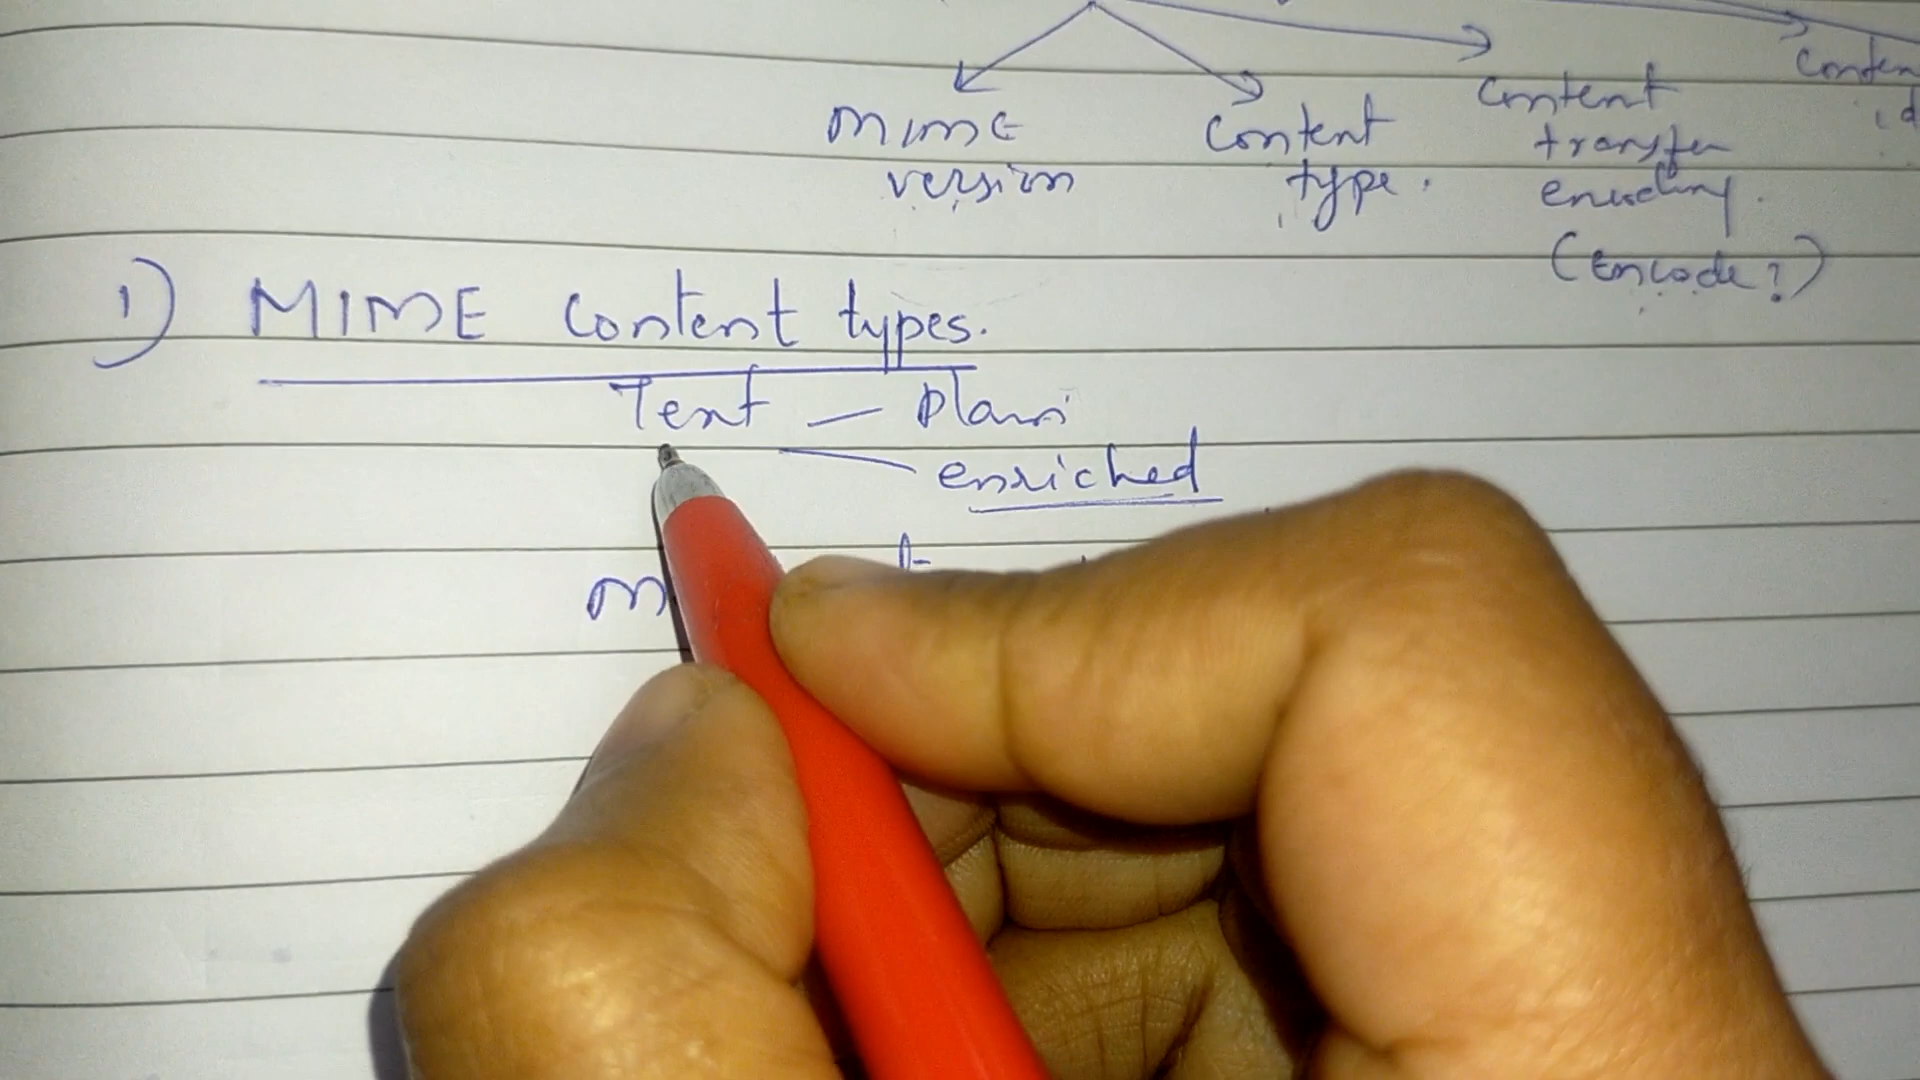 MIME
version
Content
type.
Content
transfer
encoding.
(Encode?)
1) MIME Content types.
Text — Plain
enriched